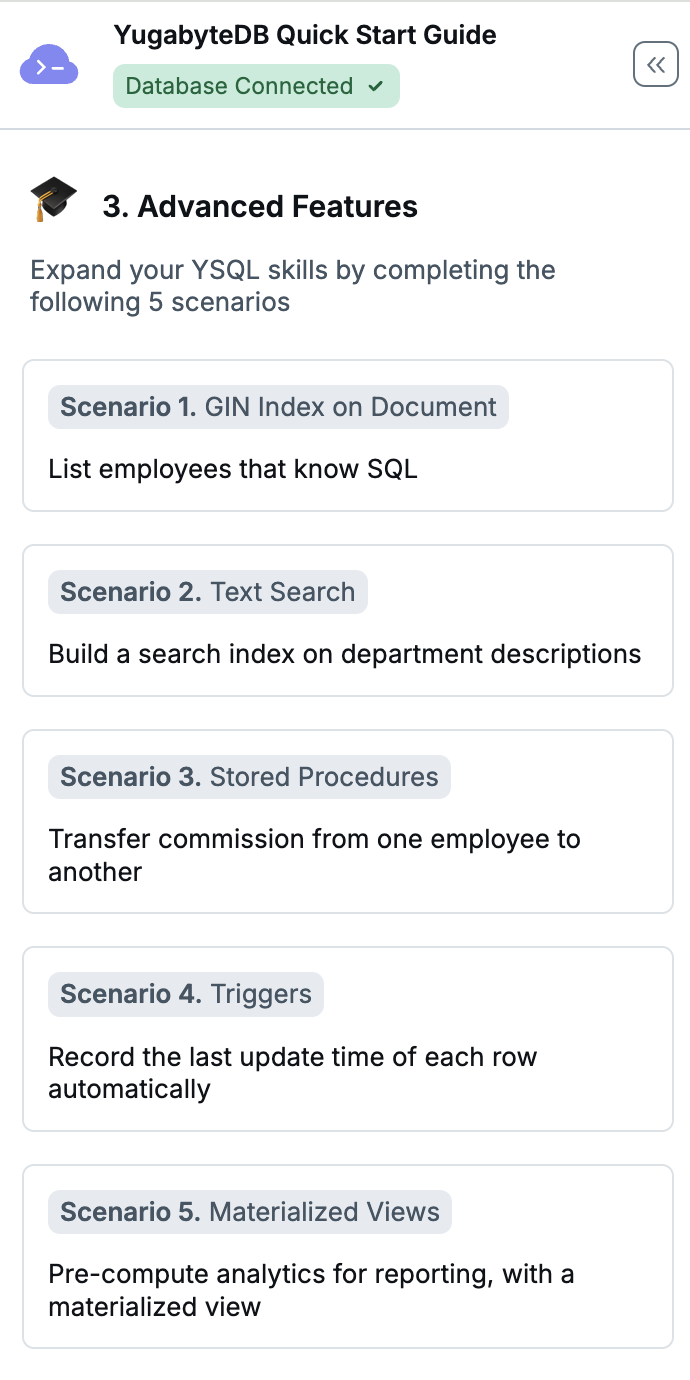 YugabyteDB Quick Start Guide
Database Connected ✓
3. Advanced Features
Expand your YSQL skills by completing the
following 5 scenarios
Scenario 1. GIN Index on Document
List employees that know SQL
Scenario 2. Text Search
Build a search index on department descriptions
Scenario 3. Stored Procedures
Transfer commission from one employee to
another
Scenario 4. Triggers
Record the last update time of each row
automatically
Scenario 5. Materialized Views
Pre-compute analytics for reporting, with a
materialized view